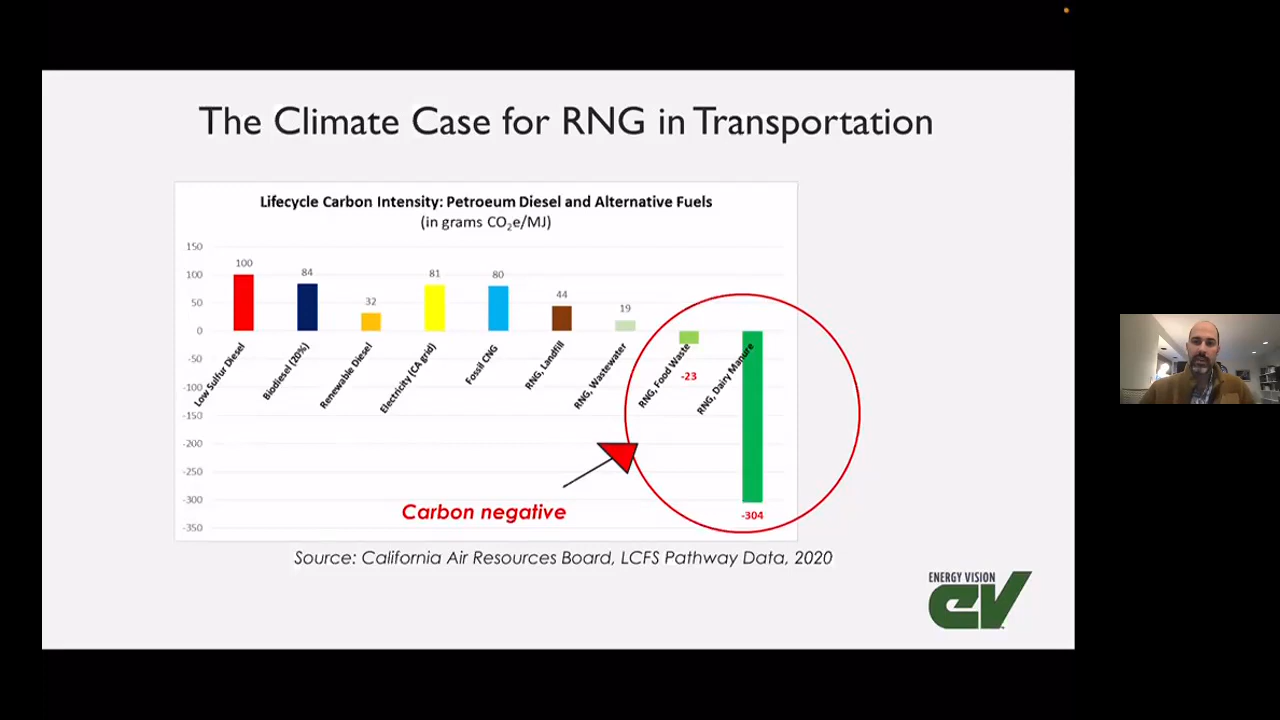 The Climate Case for RNG in Transportation
Lifecycle Carbon Intensity: Petroeum Diesel and Alternative Fuels
(in grams CO₂e/MJ)
150
100
50
0
-50
-100
-150
-200
-250
-300
-350
100
84
32
81
80
44
19
-23
-304
Low Sulfur Diesel
Biodiesel (20%)
Renewable Diesel
Electricity (CA grid)
Fossil CNG
RNG, Landfill
RNG, Wastewater
RNG, Food Waste
RNG, Dairy Manure
Carbon negative
Source: California Air Resources Board, LCFS Pathway Data, 2020
ENERGY VISION
ev